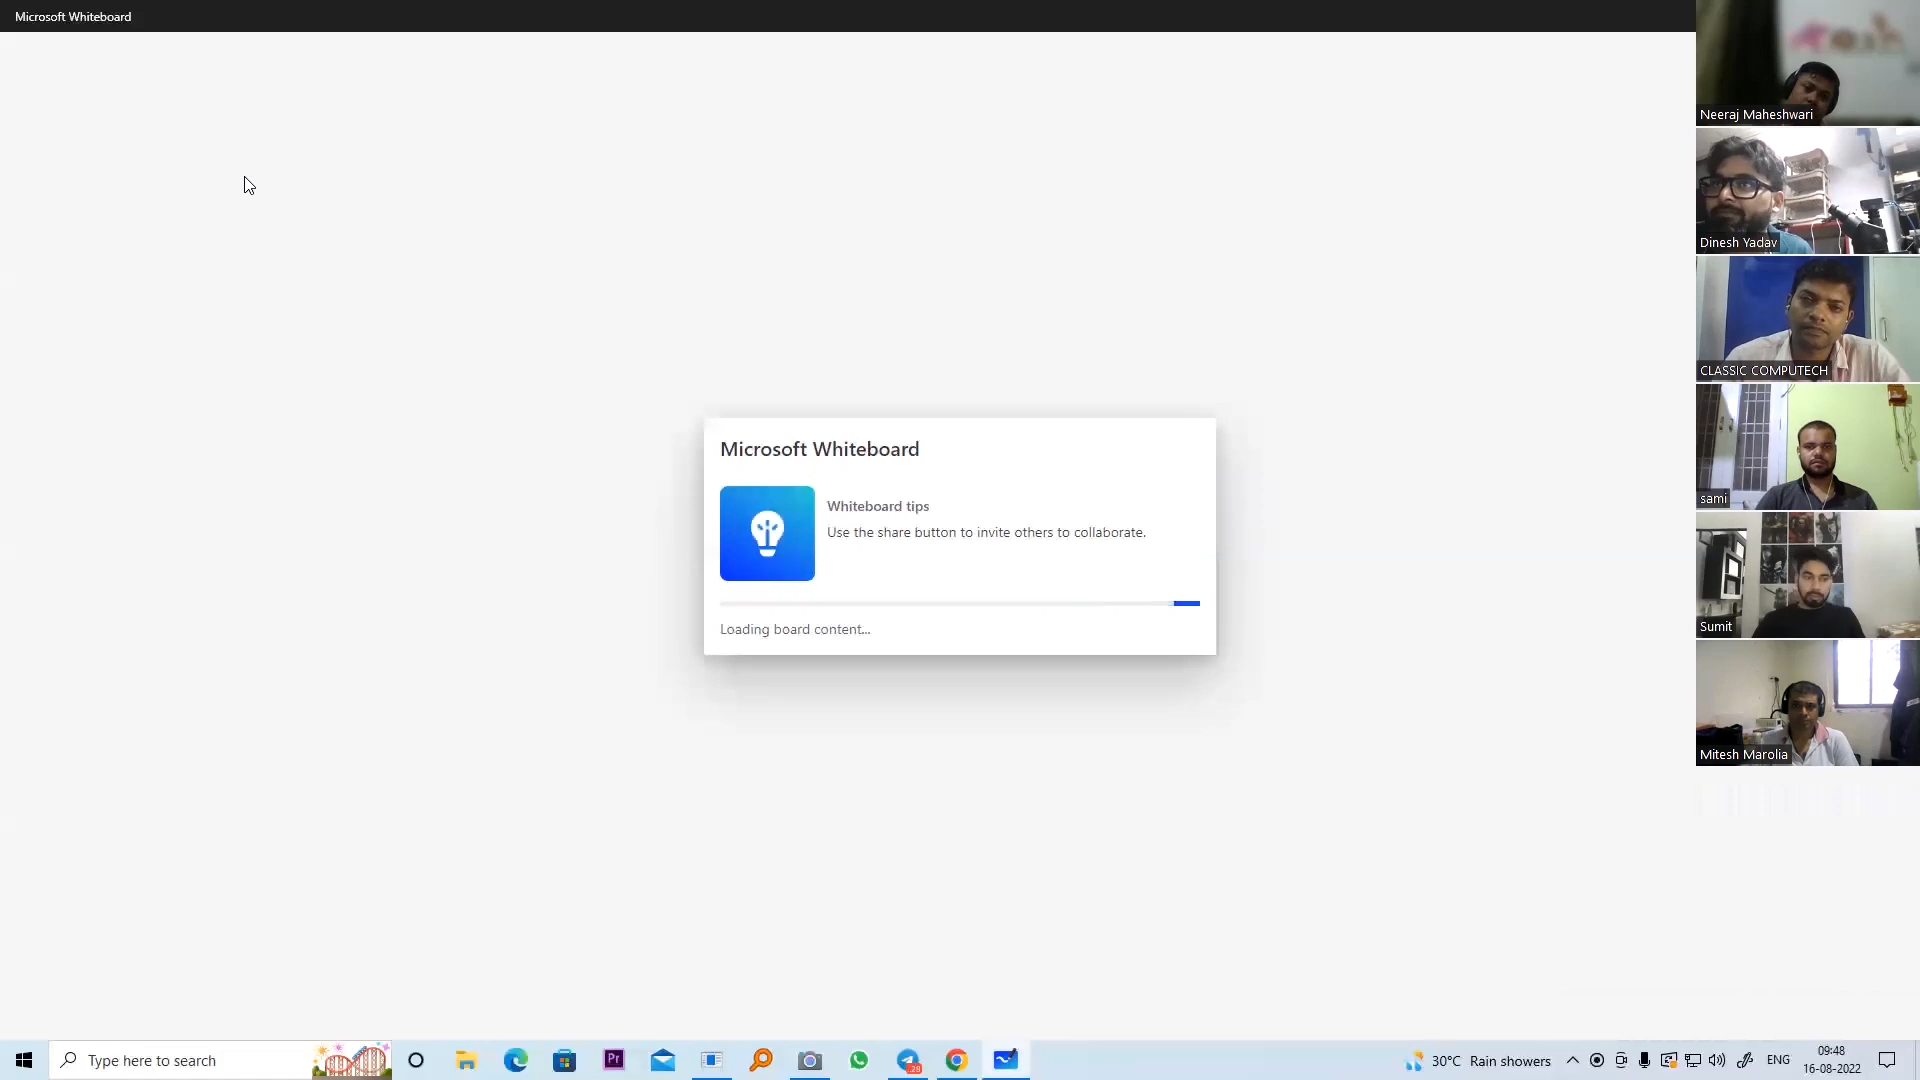 Microsoft Whiteboard
Neeraj Maheshwari
Dinesh Yadav
CLASSIC COMPUTECH
sami
Sumit
Mitesh Marolia
Microsoft Whiteboard
Whiteboard tips
Use the share button to invite others to collaborate.
Loading board content...
Type here to search
Pr
28
30°C Rain showers
ENG
09:48
16-08-2022